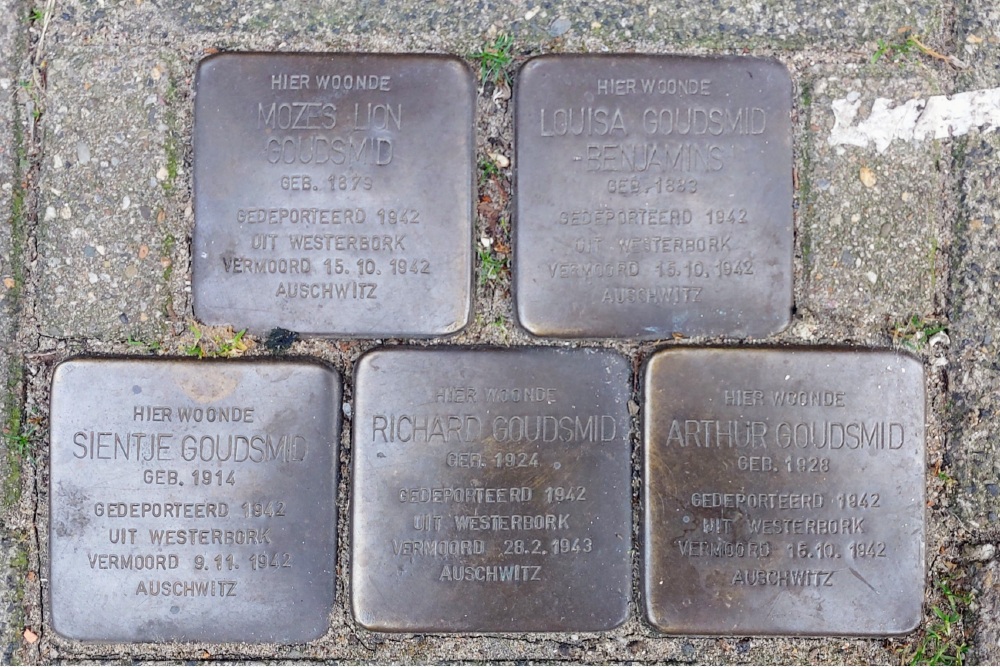 HIER WOONDE
MOZES LION
GOUDSMID
GEB. 1879
GEDEPORTEERD 1942
UIT WESTERBORK
VERMOORD 15.10.1942
AUSCHWITZ
HIER WOONDE
LOUISA GOUDSMID
-BENJAMINS
GEB. 1883
GEDEPORTEERD 1942
UIT WESTERBORK
VERMOORD 15.10.1942
AUSCHWITZ
HIER WOONDE
SIENTJE GOUDSMID
GEB. 1914
GEDEPORTEERD 1942
UIT WESTERBORK
VERMOORD 9.11.1942
AUSCHWITZ
HIER WOONDE
RICHARD GOUDSMID
GEB. 1924
GEDEPORTEERD 1942
UIT WESTERBORK
VERMOORD 28.2.1943
AUSCHWITZ
HIER WOONDE
ARTHUR GOUDSMID
GEB. 1928
GEDEPORTEERD 1942
UIT WESTERBORK
VERMOORD 15.10.1942
AUSCHWITZ